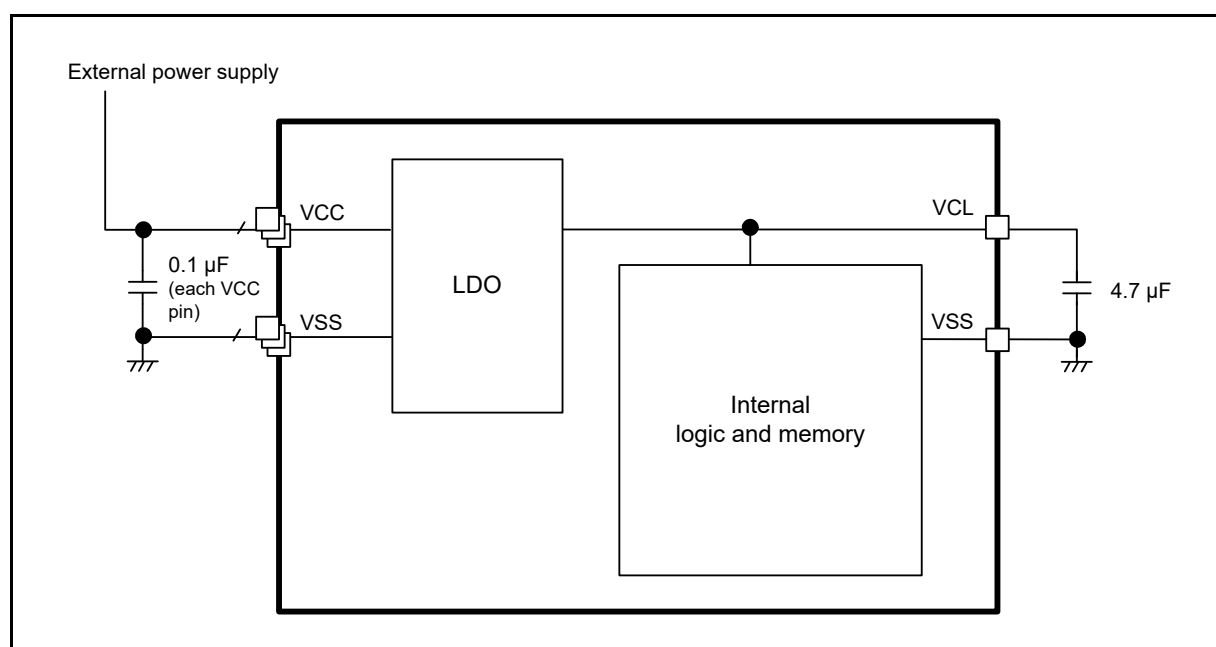 External power supply
VCC
VCL
0.1 µF
(each VCC
pin)
LDO
4.7 µF
VSS
VSS
Internal
logic and memory